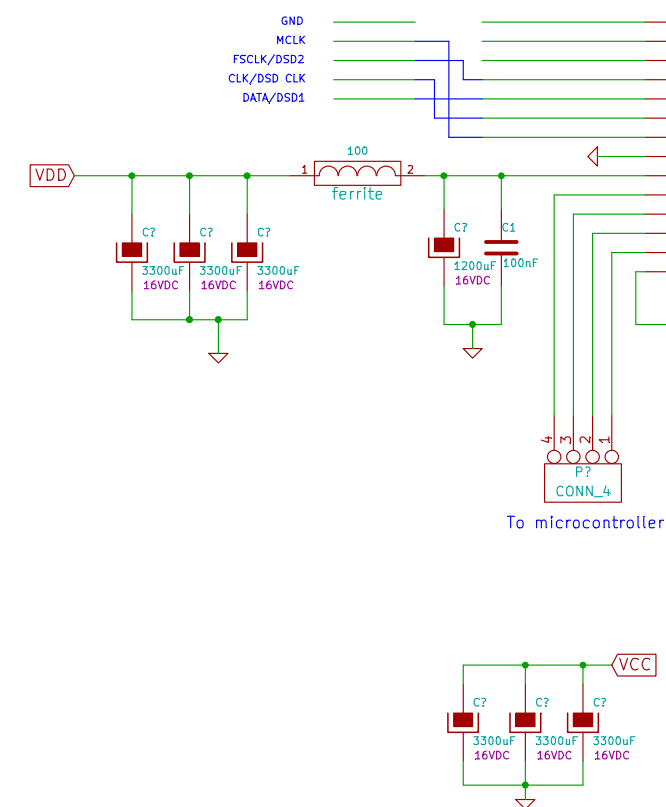 GND
MCLK
FSCLK/DSD2
CLK/DSD CLK
DATA/DSD1
100
VDD
1
2
ferrite
C?
C?
C?
C?
C1
3300uF
3300uF
3300uF
1200uF
100nF
16VDC
16VDC
16VDC
16VDC
4
3
2
1
P?
CONN_4
To microcontroller
VCC
C?
C?
C?
3300uF
3300uF
3300uF
16VDC
16VDC
16VDC